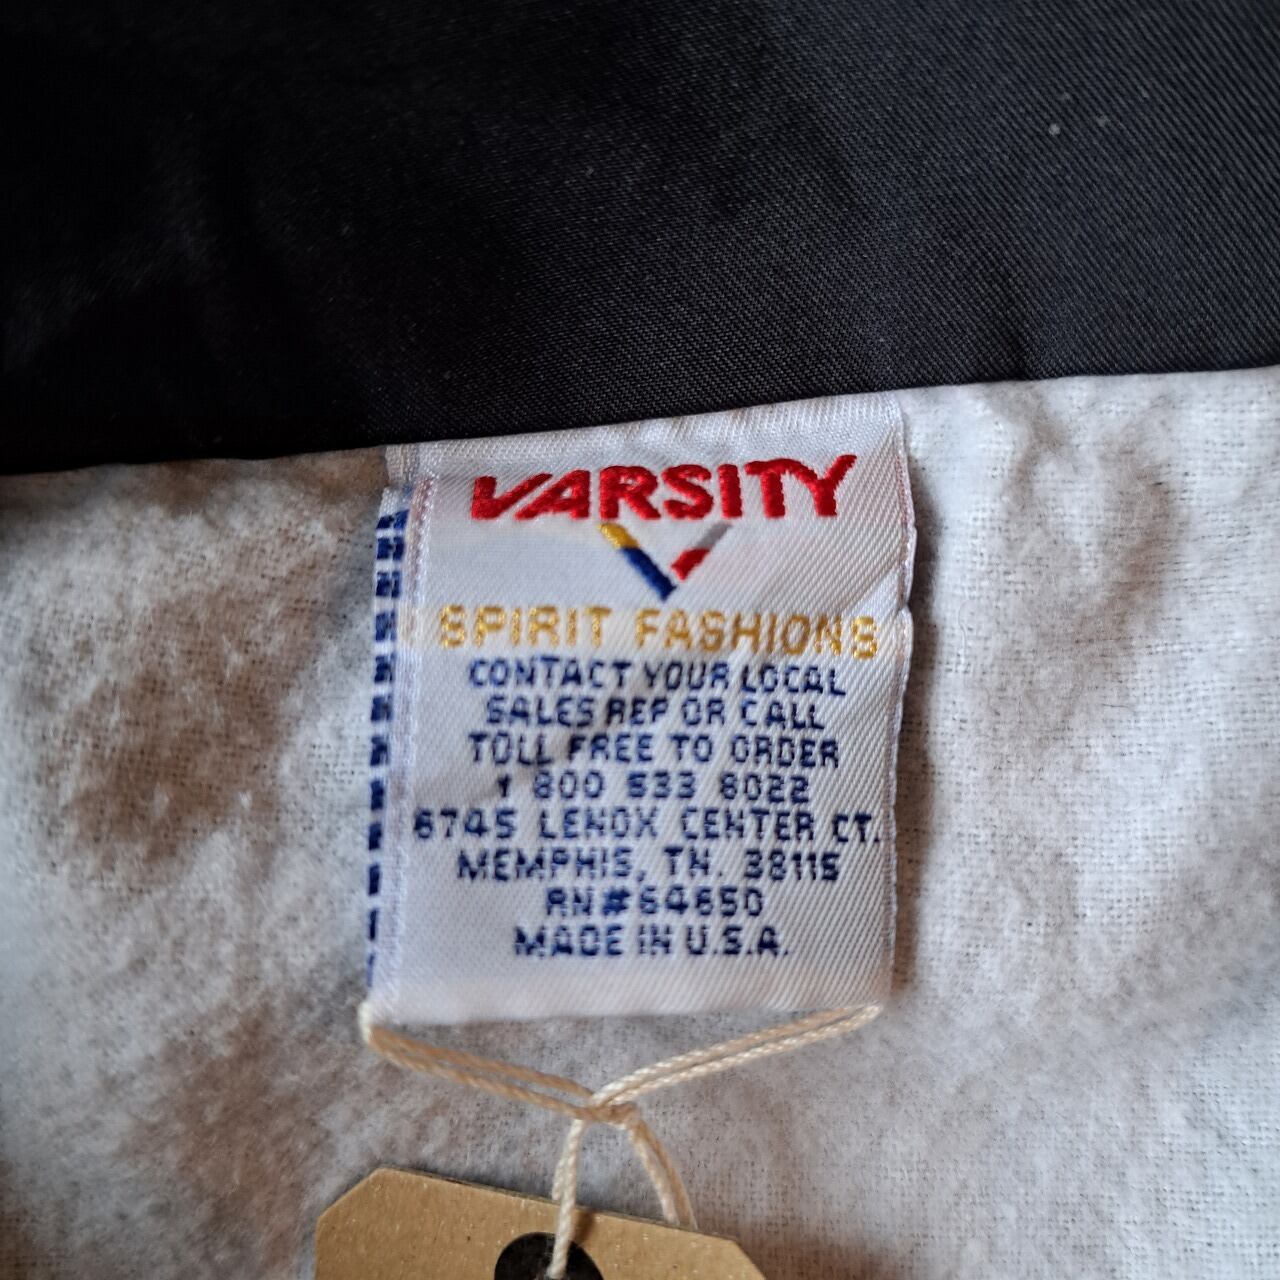 VARSITY
SPIRIT FASHIONS
CONTACT YOUR LOCAL
SALES REP OR CALL
TOLL FREE TO ORDER
1 800 533 8022
6745 LENOX CENTER CT.
MEMPHIS, TN. 38115
RN#64650
MADE IN U.S.A.